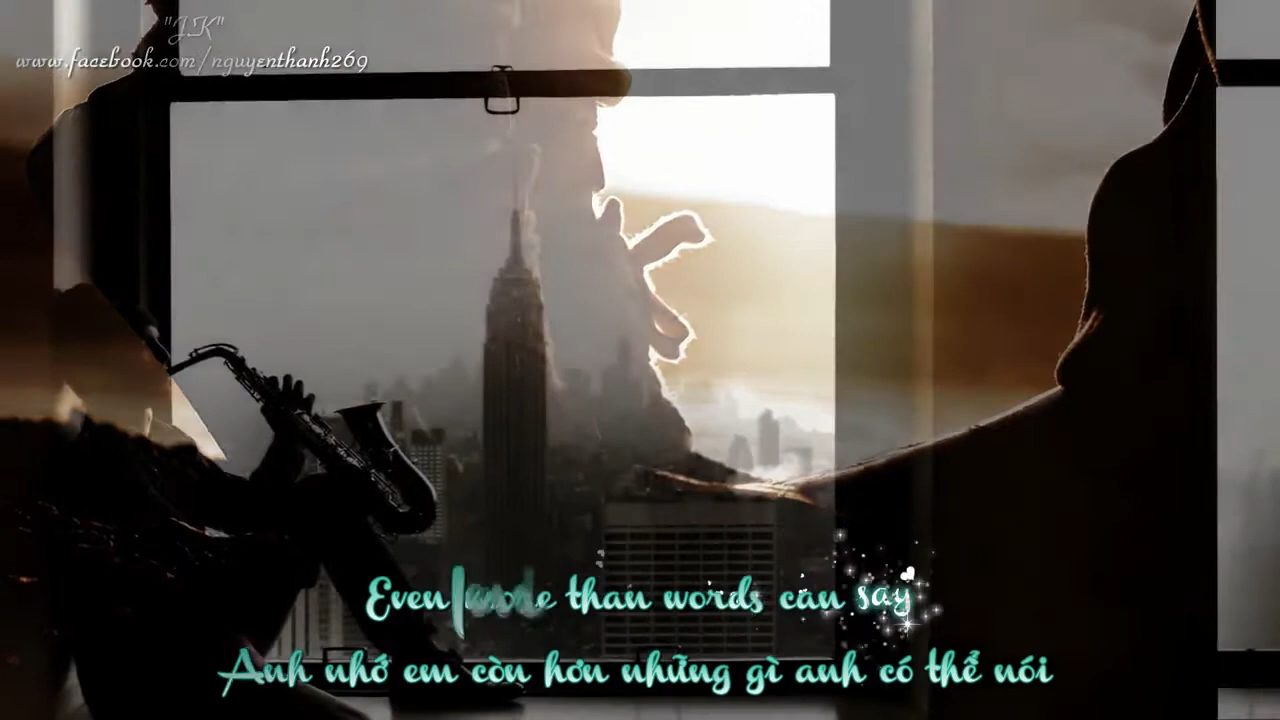 "J.K"
www.facebook.com/nguyenthanh269
Even more than words can say
Anh nhớ em còn hơn những gì anh có thể nói